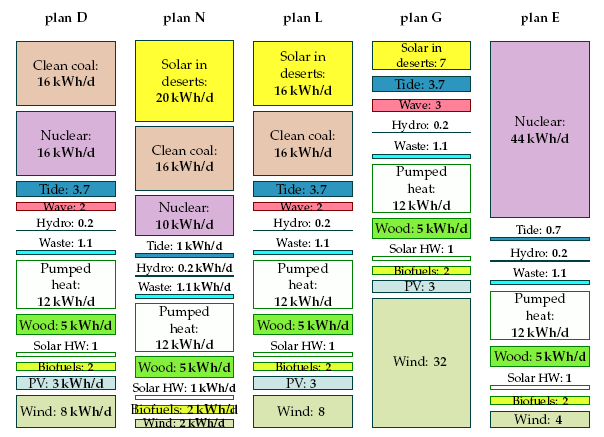 plan D
Clean coal:
16 kWh/d
Nuclear:
16 kWh/d
Tide: 3.7
Wave: 2
Hydro: 0.2
Waste: 1.1
Pumped
heat:
12 kWh/d
Wood: 5 kWh/d
Solar HW: 1
Biofuels: 2
PV: 3 kWh/d
Wind: 8 kWh/d
plan N
Solar in
deserts:
20 kWh/d
Clean coal:
16 kWh/d
Nuclear:
10 kWh/d
Tide: 1 kWh/d
Hydro: 0.2 kWh/d
Waste: 1.1 kWh/d
Pumped
heat:
12 kWh/d
Wood: 5 kWh/d
Solar HW: 1 kWh/d
Biofuels: 2 kWh/d
Wind: 2 kWh/d
plan L
Solar in
deserts:
16 kWh/d
Clean coal:
16 kWh/d
Tide: 3.7
Wave: 2
Hydro: 0.2
Waste: 1.1
Pumped
heat:
12 kWh/d
Wood: 5 kWh/d
Solar HW: 1
Biofuels: 2
PV: 3
Wind: 8
plan G
Solar in
deserts: 7
Tide: 3.7
Wave: 3
Hydro: 0.2
Waste: 1.1
Pumped
heat:
12 kWh/d
Wood: 5 kWh/d
Solar HW: 1
Biofuels: 2
PV: 3
Wind: 32
plan E
Nuclear:
44 kWh/d
Tide: 0.7
Hydro: 0.2
Waste: 1.1
Pumped
heat:
12 kWh/d
Wood: 5 kWh/d
Solar HW: 1
Biofuels: 2
Wind: 4